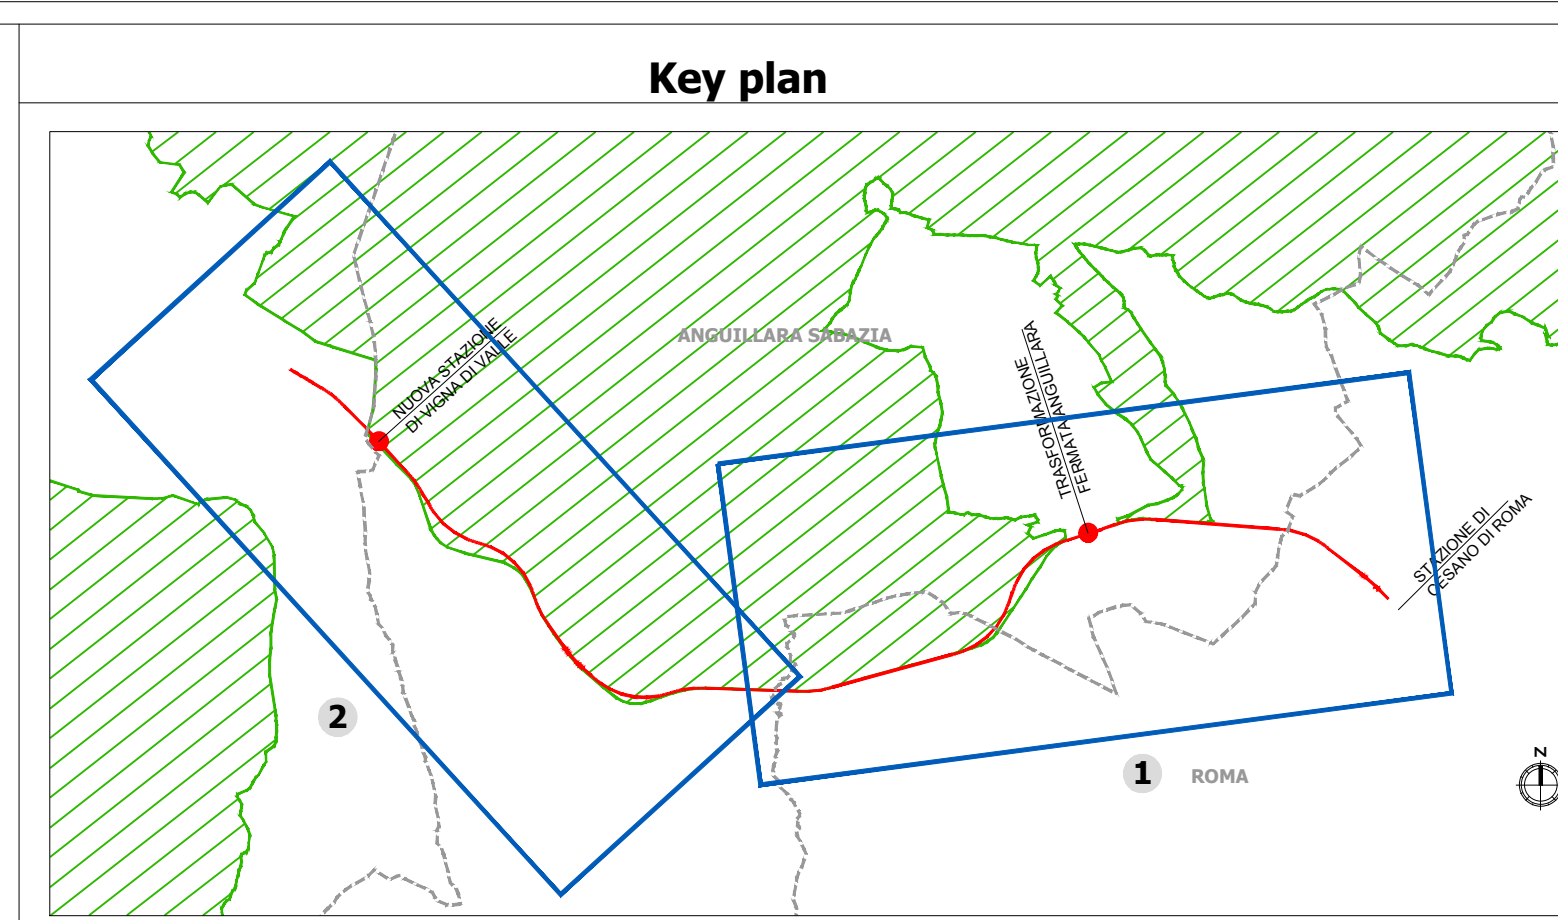 Key plan
NUOVA STAZIONE
DI VIGNA DI VALLE
ANGUILLARA SABAZIA
TRASFORMAZIONE
FERMATA ANGUILLARA
STAZIONE DI
CESANO DI ROMA
2
1
ROMA
N